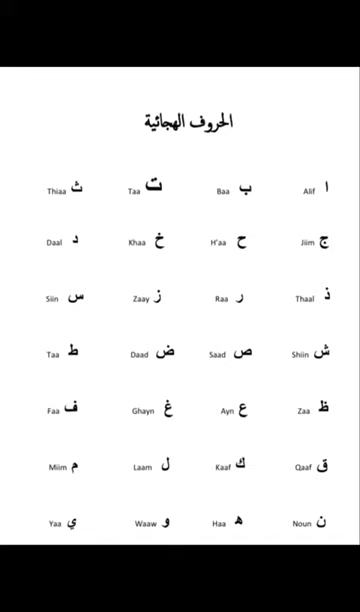 الحروف الهجائية
ا Alif ب Baa ت Taa ث Thiaa
ج Jiim ح H'aa خ Khaa د Daal
ذ Thaal ر Raa ز Zaay س Siin
ش Shiin ص Saad ض Daad ط Taa
ظ Zaa ع Ayn غ Ghayn ف Faa
ق Qaaf ك Kaaf ل Laam م Miim
ن Noun ه Haa و Waaw ي Yaa